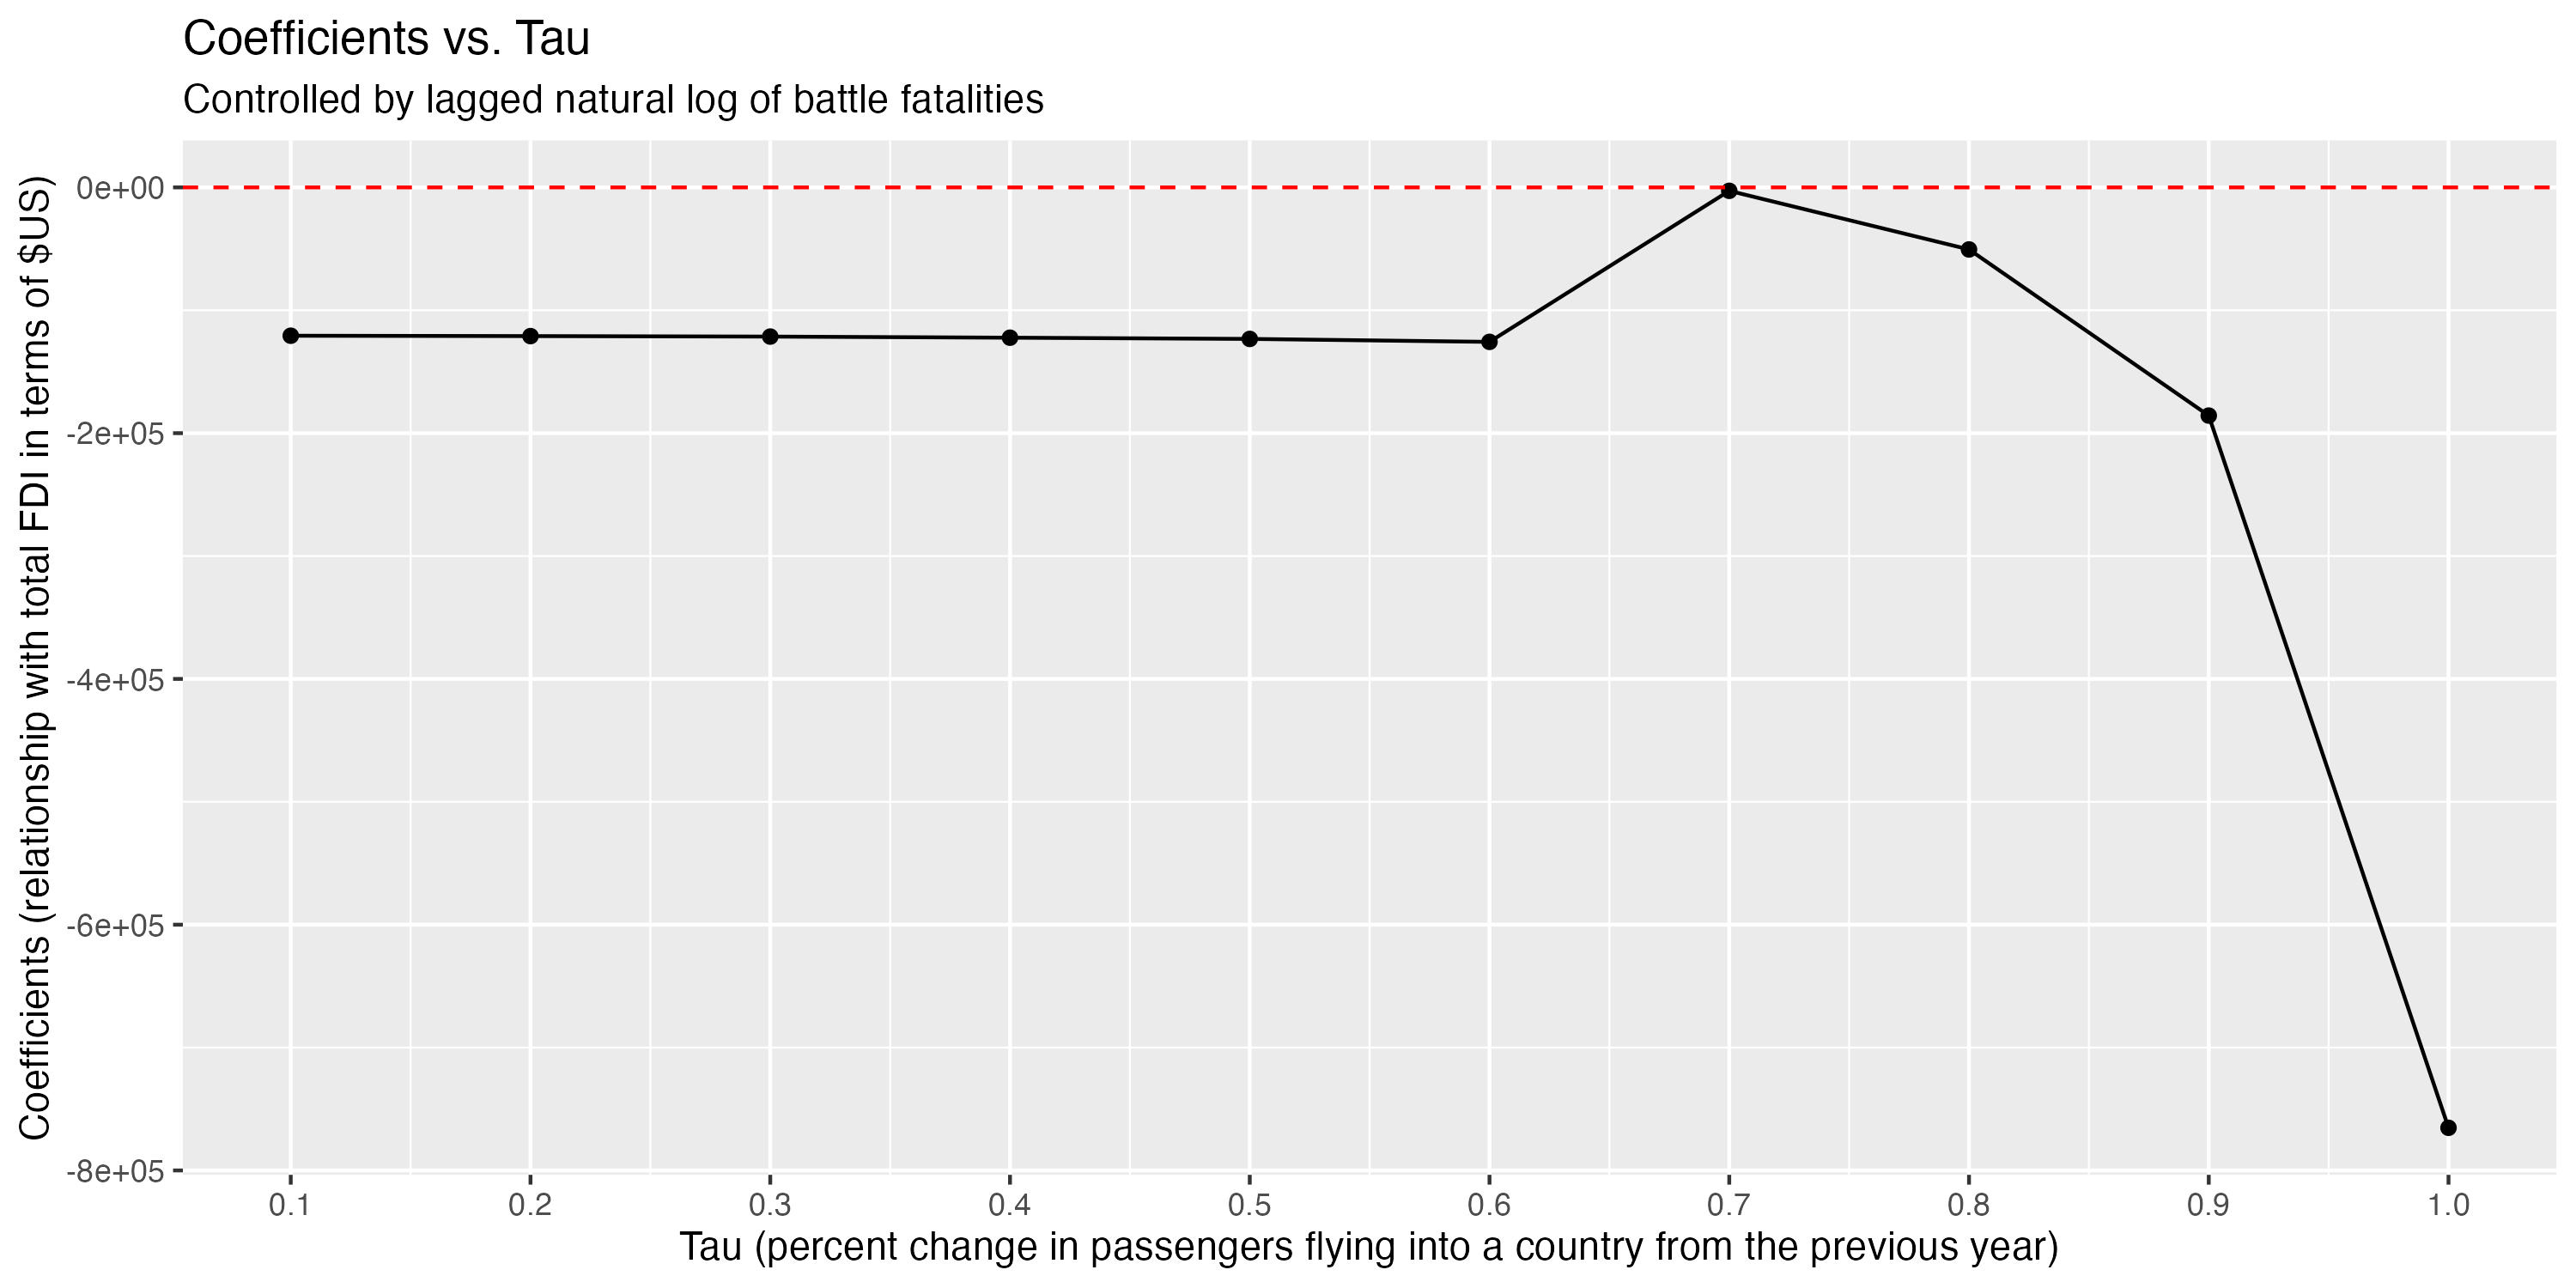 Coefficients vs. Tau
Controlled by lagged natural log of battle fatalities
Coefficients (relationship with total FDI in terms of $US)
0e+00
-2e+05
-4e+05
-6e+05
-8e+05
0.1 0.2 0.3 0.4 0.5 0.6 0.7 0.8 0.9 1.0
Tau (percent change in passengers flying into a country from the previous year)